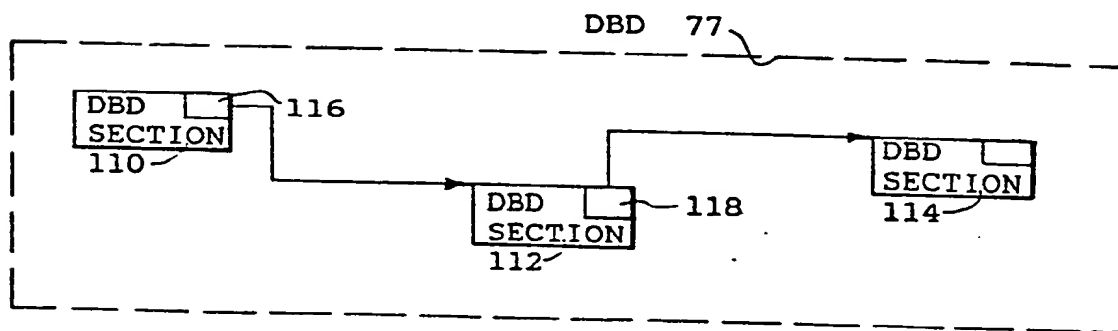 DBD 77
DBD
SECTION
110
116
DBD
SECTION
112
118
DBD
SECTION
114